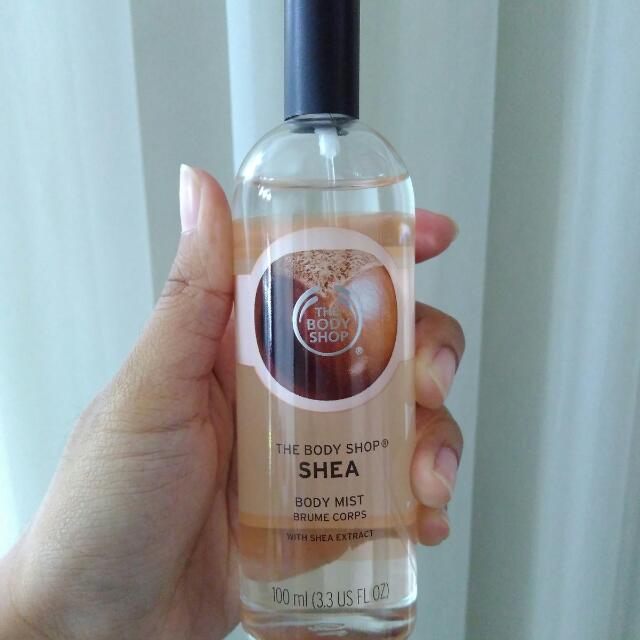 THE
BODY
SHOP
®
THE BODY SHOP®
SHEA
BODY MIST
BRUME CORPS
WITH SHEA EXTRACT
100 ml (3.3 US FL OZ)